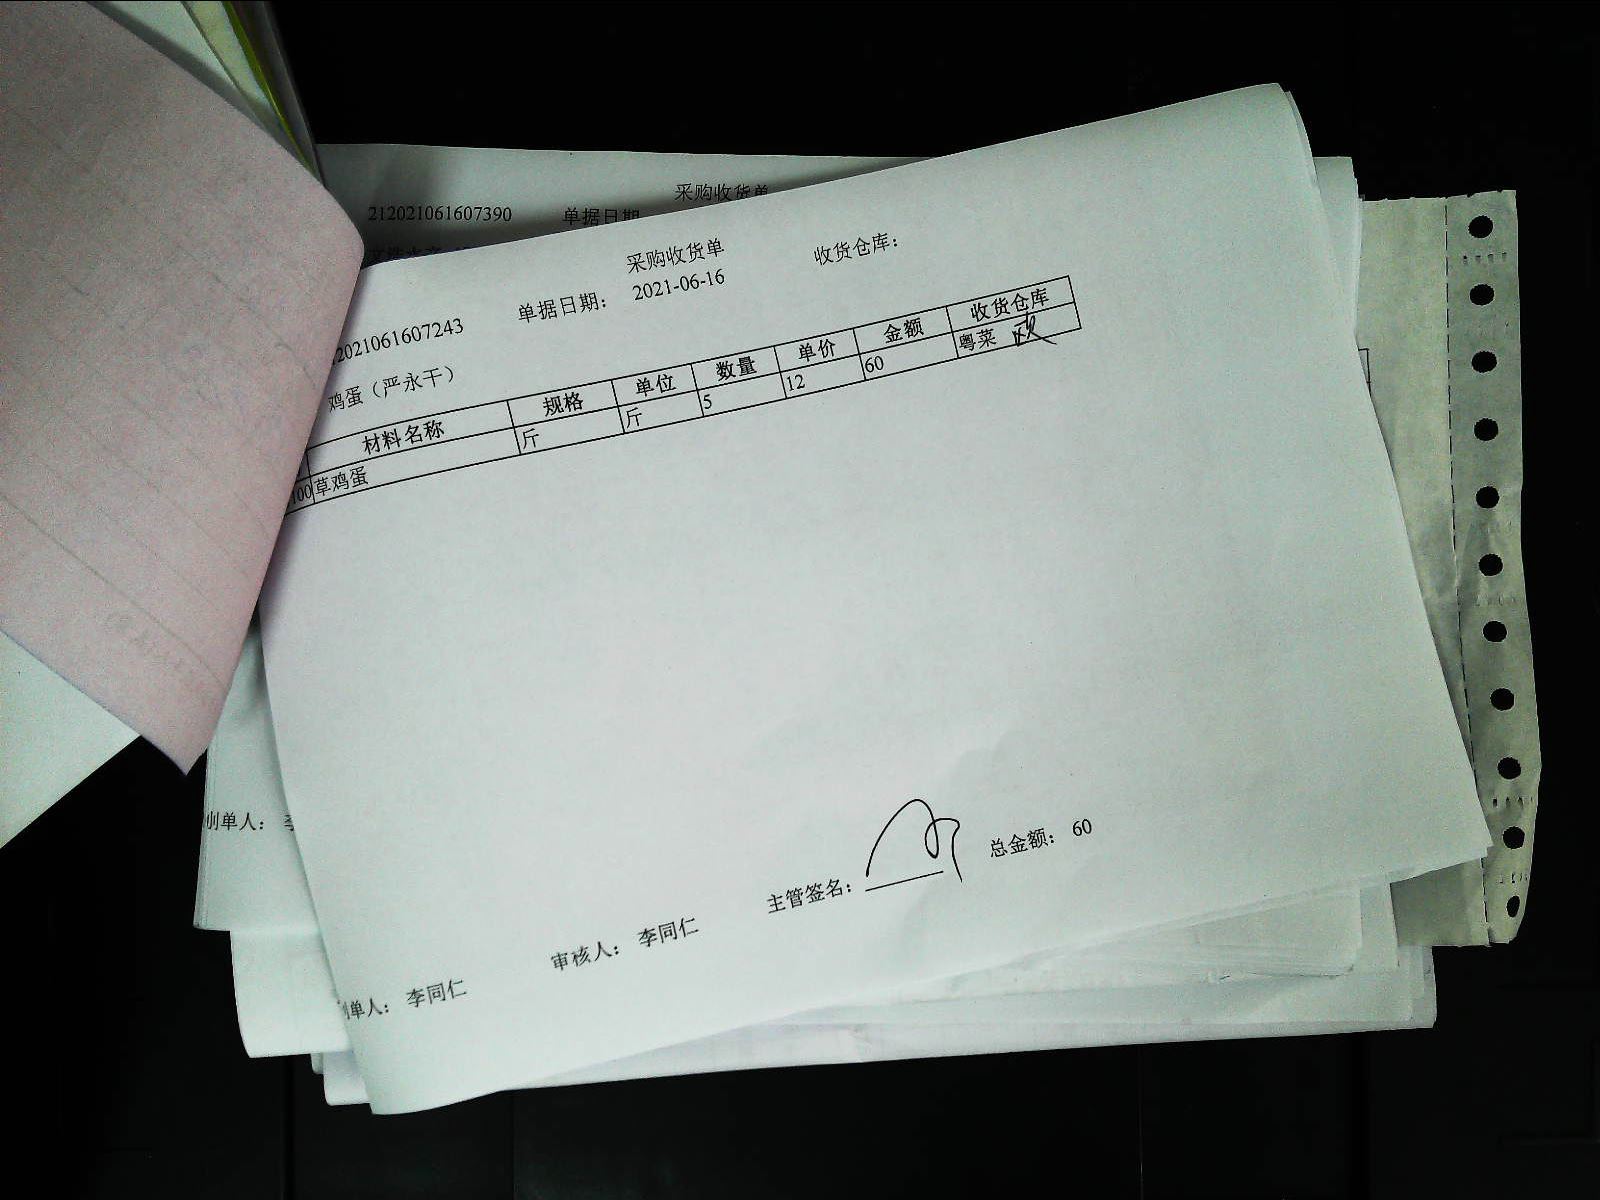 采购收货单
212021061607390 单据日期
采购收货单
收货仓库：
单据日期： 2021-06-16
2021061607243
鸡蛋（严永干）
材料名称 规格 单位 数量 单价 金额 收货仓库
100 草鸡蛋 斤 斤 5 12 60 粤菜
制单人：
主管签名： 总金额： 60
审核人： 李同仁
制单人： 李同仁